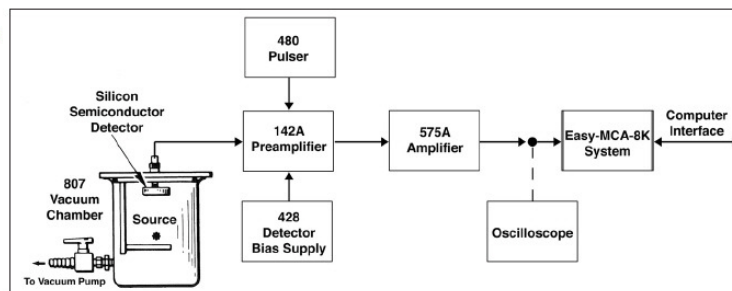 480
Pulser
Silicon
Semiconductor
Detector
142A
Preamplifier
575A
Amplifier
Easy-MCA-8K
System
Computer
Interface
807
Vacuum
Chamber
Source
428
Detector
Bias Supply
Oscilloscope
To Vacuum Pump